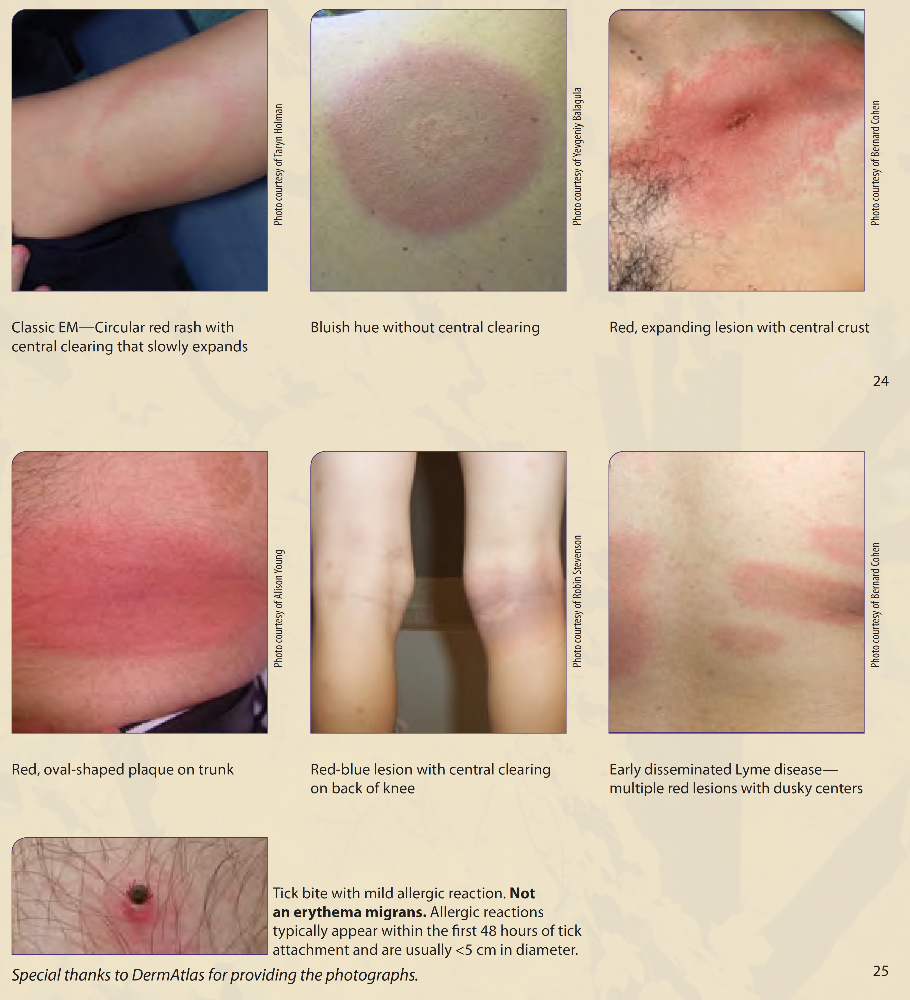 Photo courtesy of Taryn Holman
Photo courtesy of Yevgeniy Balagula
Photo courtesy of Bernard Cohen
Classic EM—Circular red rash with
central clearing that slowly expands
Bluish hue without central clearing
Red, expanding lesion with central crust
24
Photo courtesy of Alison Young
Photo courtesy of Robin Stevenson
Photo courtesy of Bernard Cohen
Red, oval-shaped plaque on trunk
Red-blue lesion with central clearing
on back of knee
Early disseminated Lyme disease—
multiple red lesions with dusky centers
Tick bite with mild allergic reaction. Not
an erythema migrans. Allergic reactions
typically appear within the first 48 hours of tick
attachment and are usually <5 cm in diameter.
Special thanks to DermAtlas for providing the photographs.
25